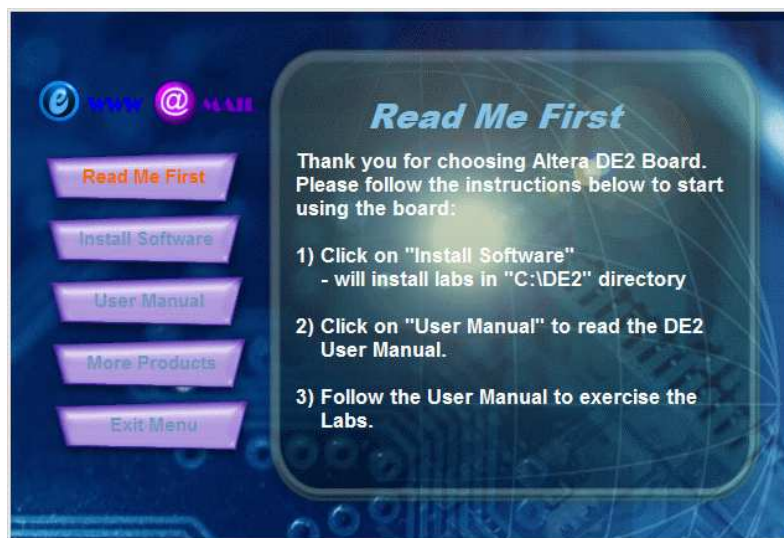 e WWW @ MAIL
Read Me First
Install Software
User Manual
More Products
Exit Menu
Read Me First
Thank you for choosing Altera DE2 Board.
Please follow the instructions below to start
using the board:
1) Click on "Install Software"
- will install labs in "C:\DE2" directory
2) Click on "User Manual" to read the DE2
User Manual.
3) Follow the User Manual to exercise the
Labs.